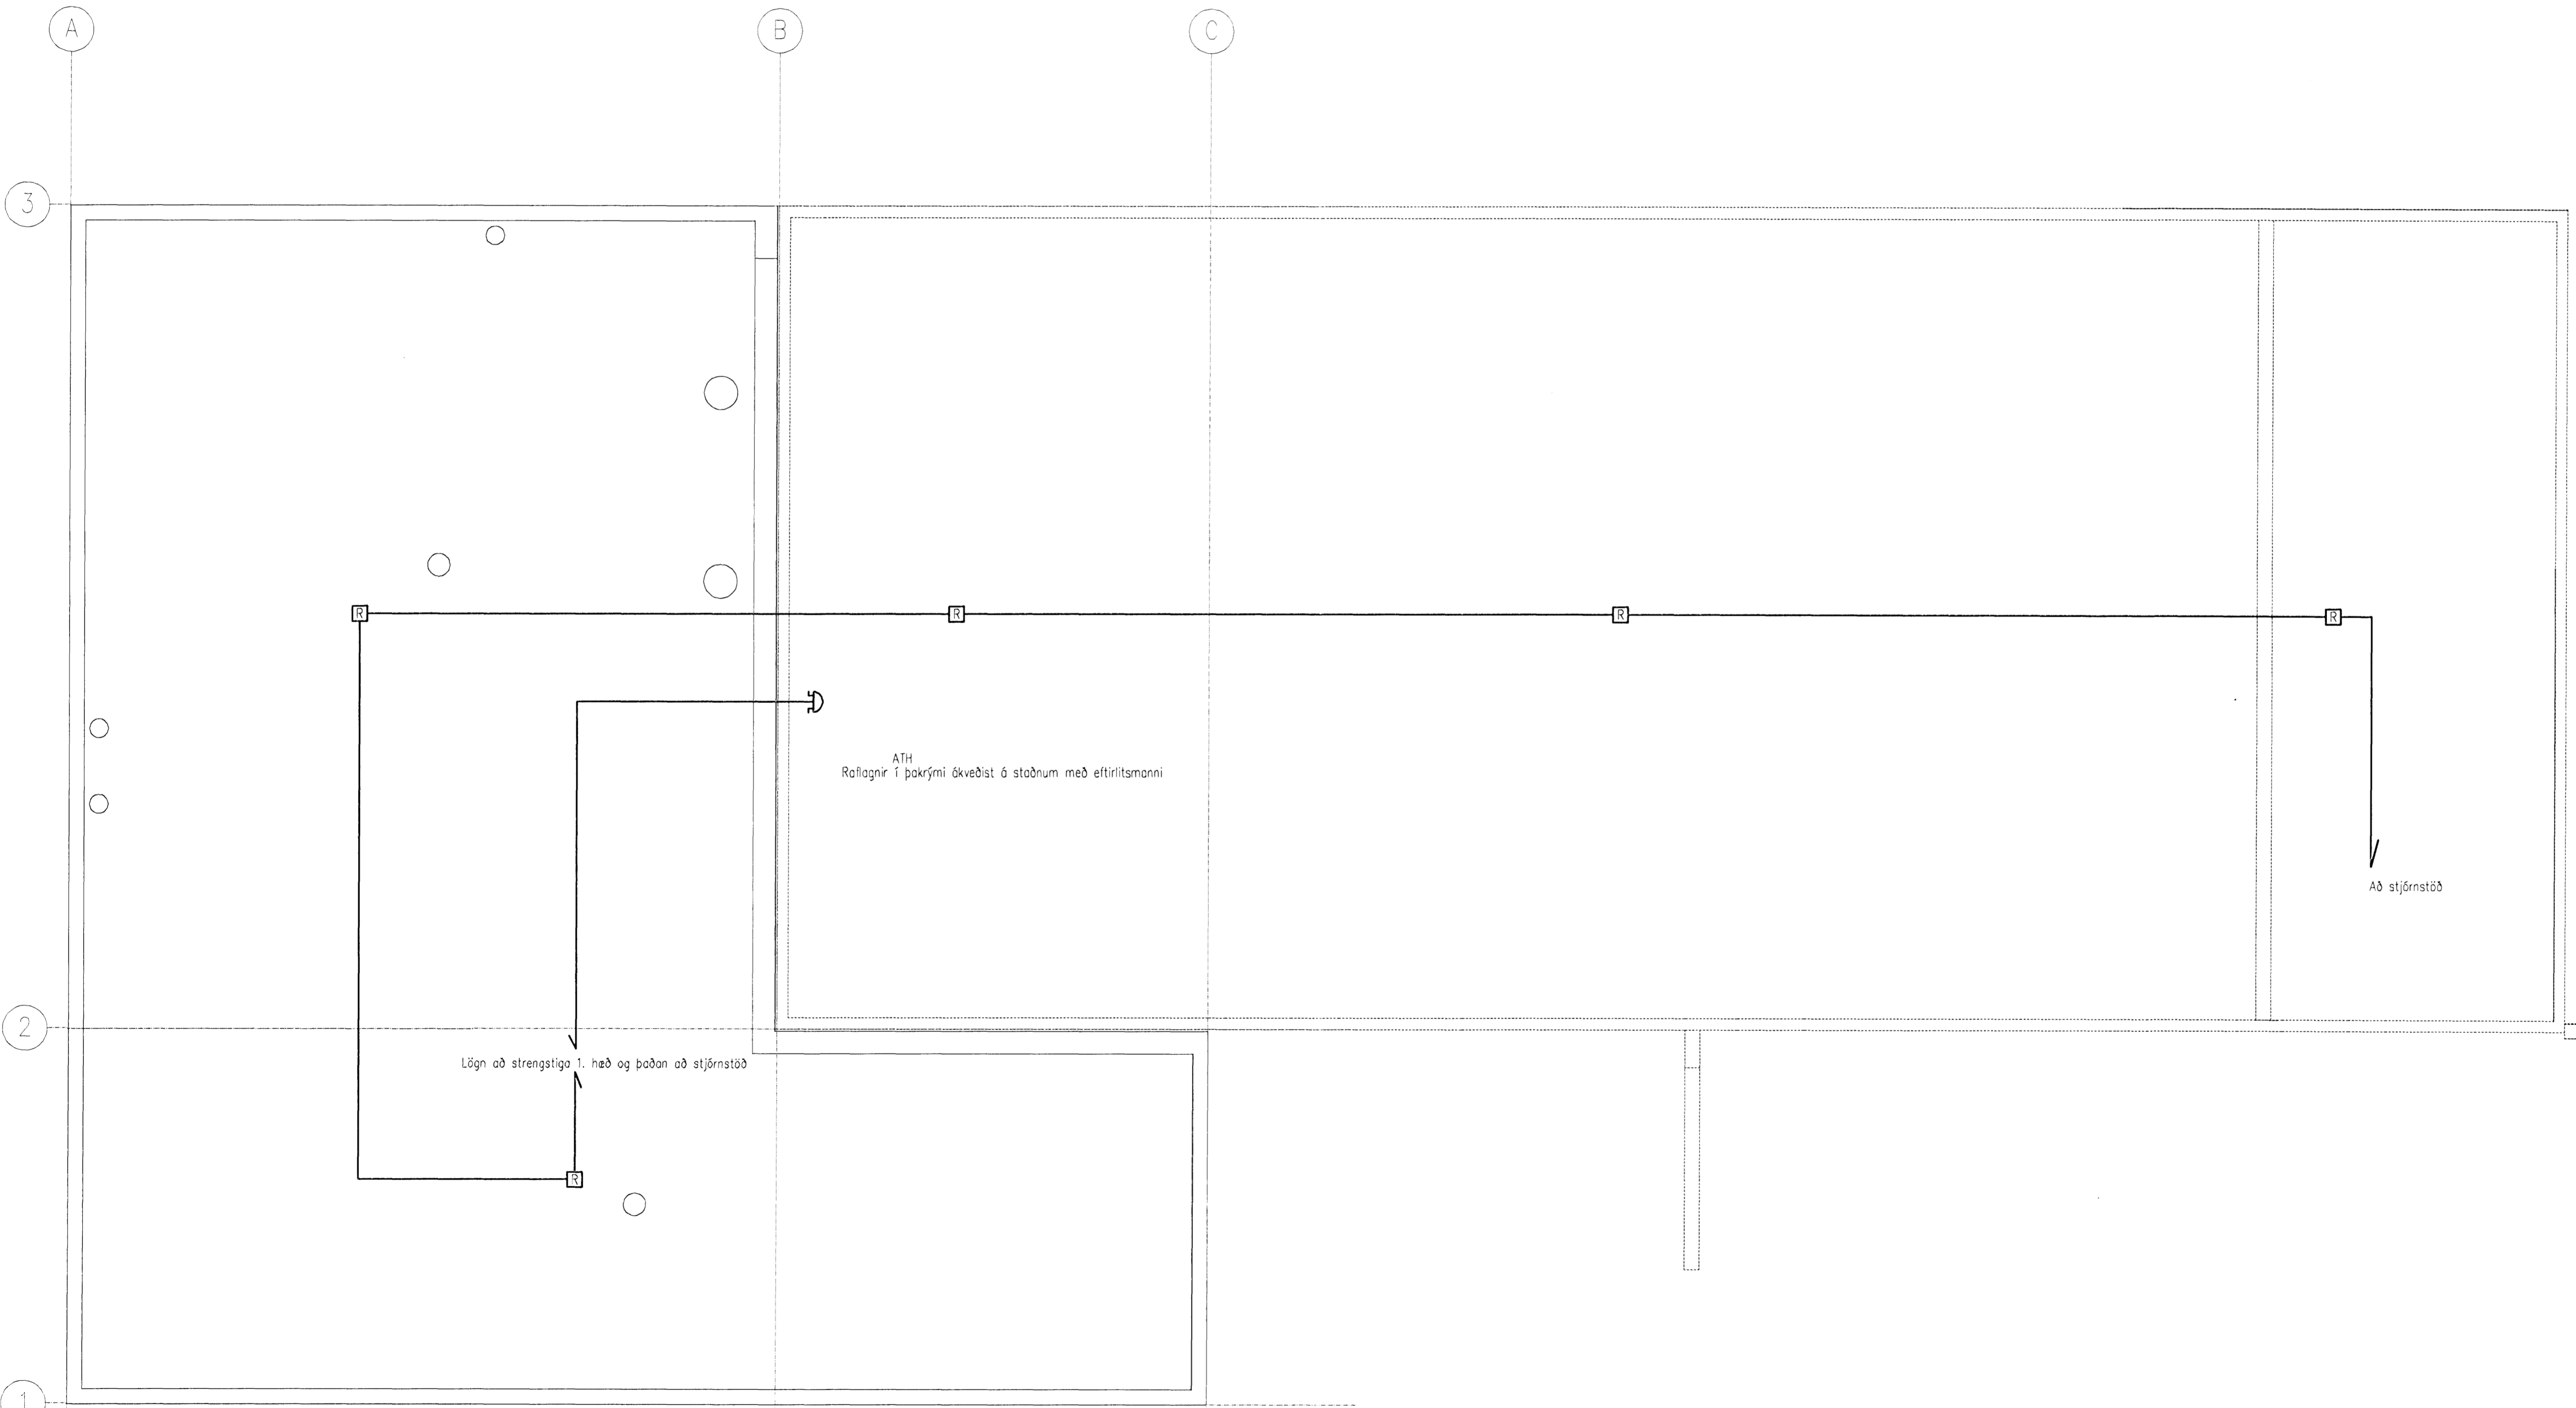 A
B
C
3
R
R
R
R
ATH
Raflagnir í þakrými ákveðist á staðnum með eftirlitsmanni
Að stjórnstöð
2
Lögn að strengstiga 1. hæð og þaðan að stjórnstöð
R
1